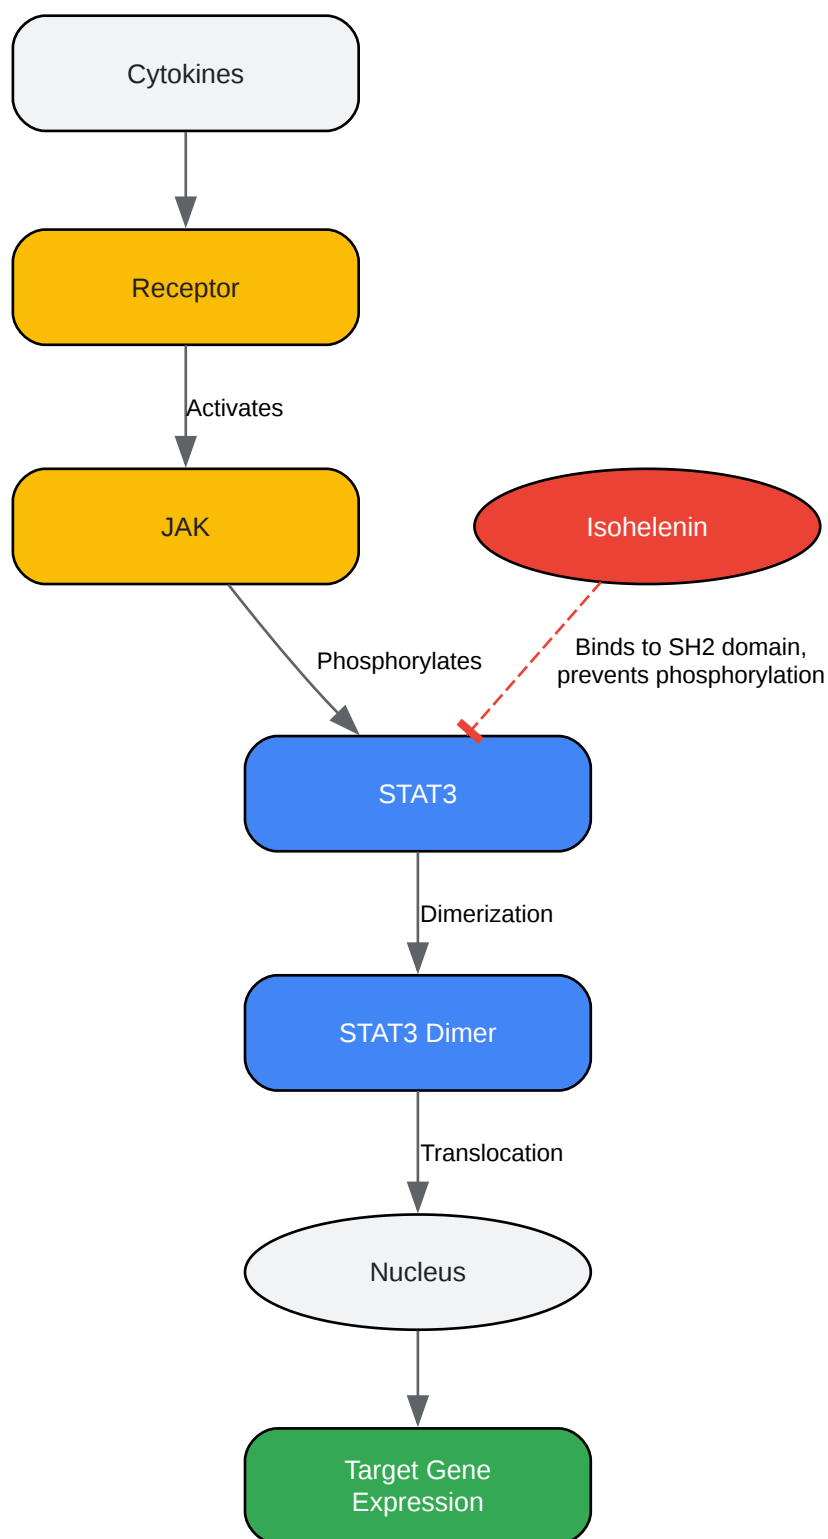 Cytokines
Receptor
Activates
JAK
Isohelenin
Phosphorylates
Binds to SH2 domain,
prevents phosphorylation
STAT3
Dimerization
STAT3 Dimer
Translocation
Nucleus
Target Gene
Expression